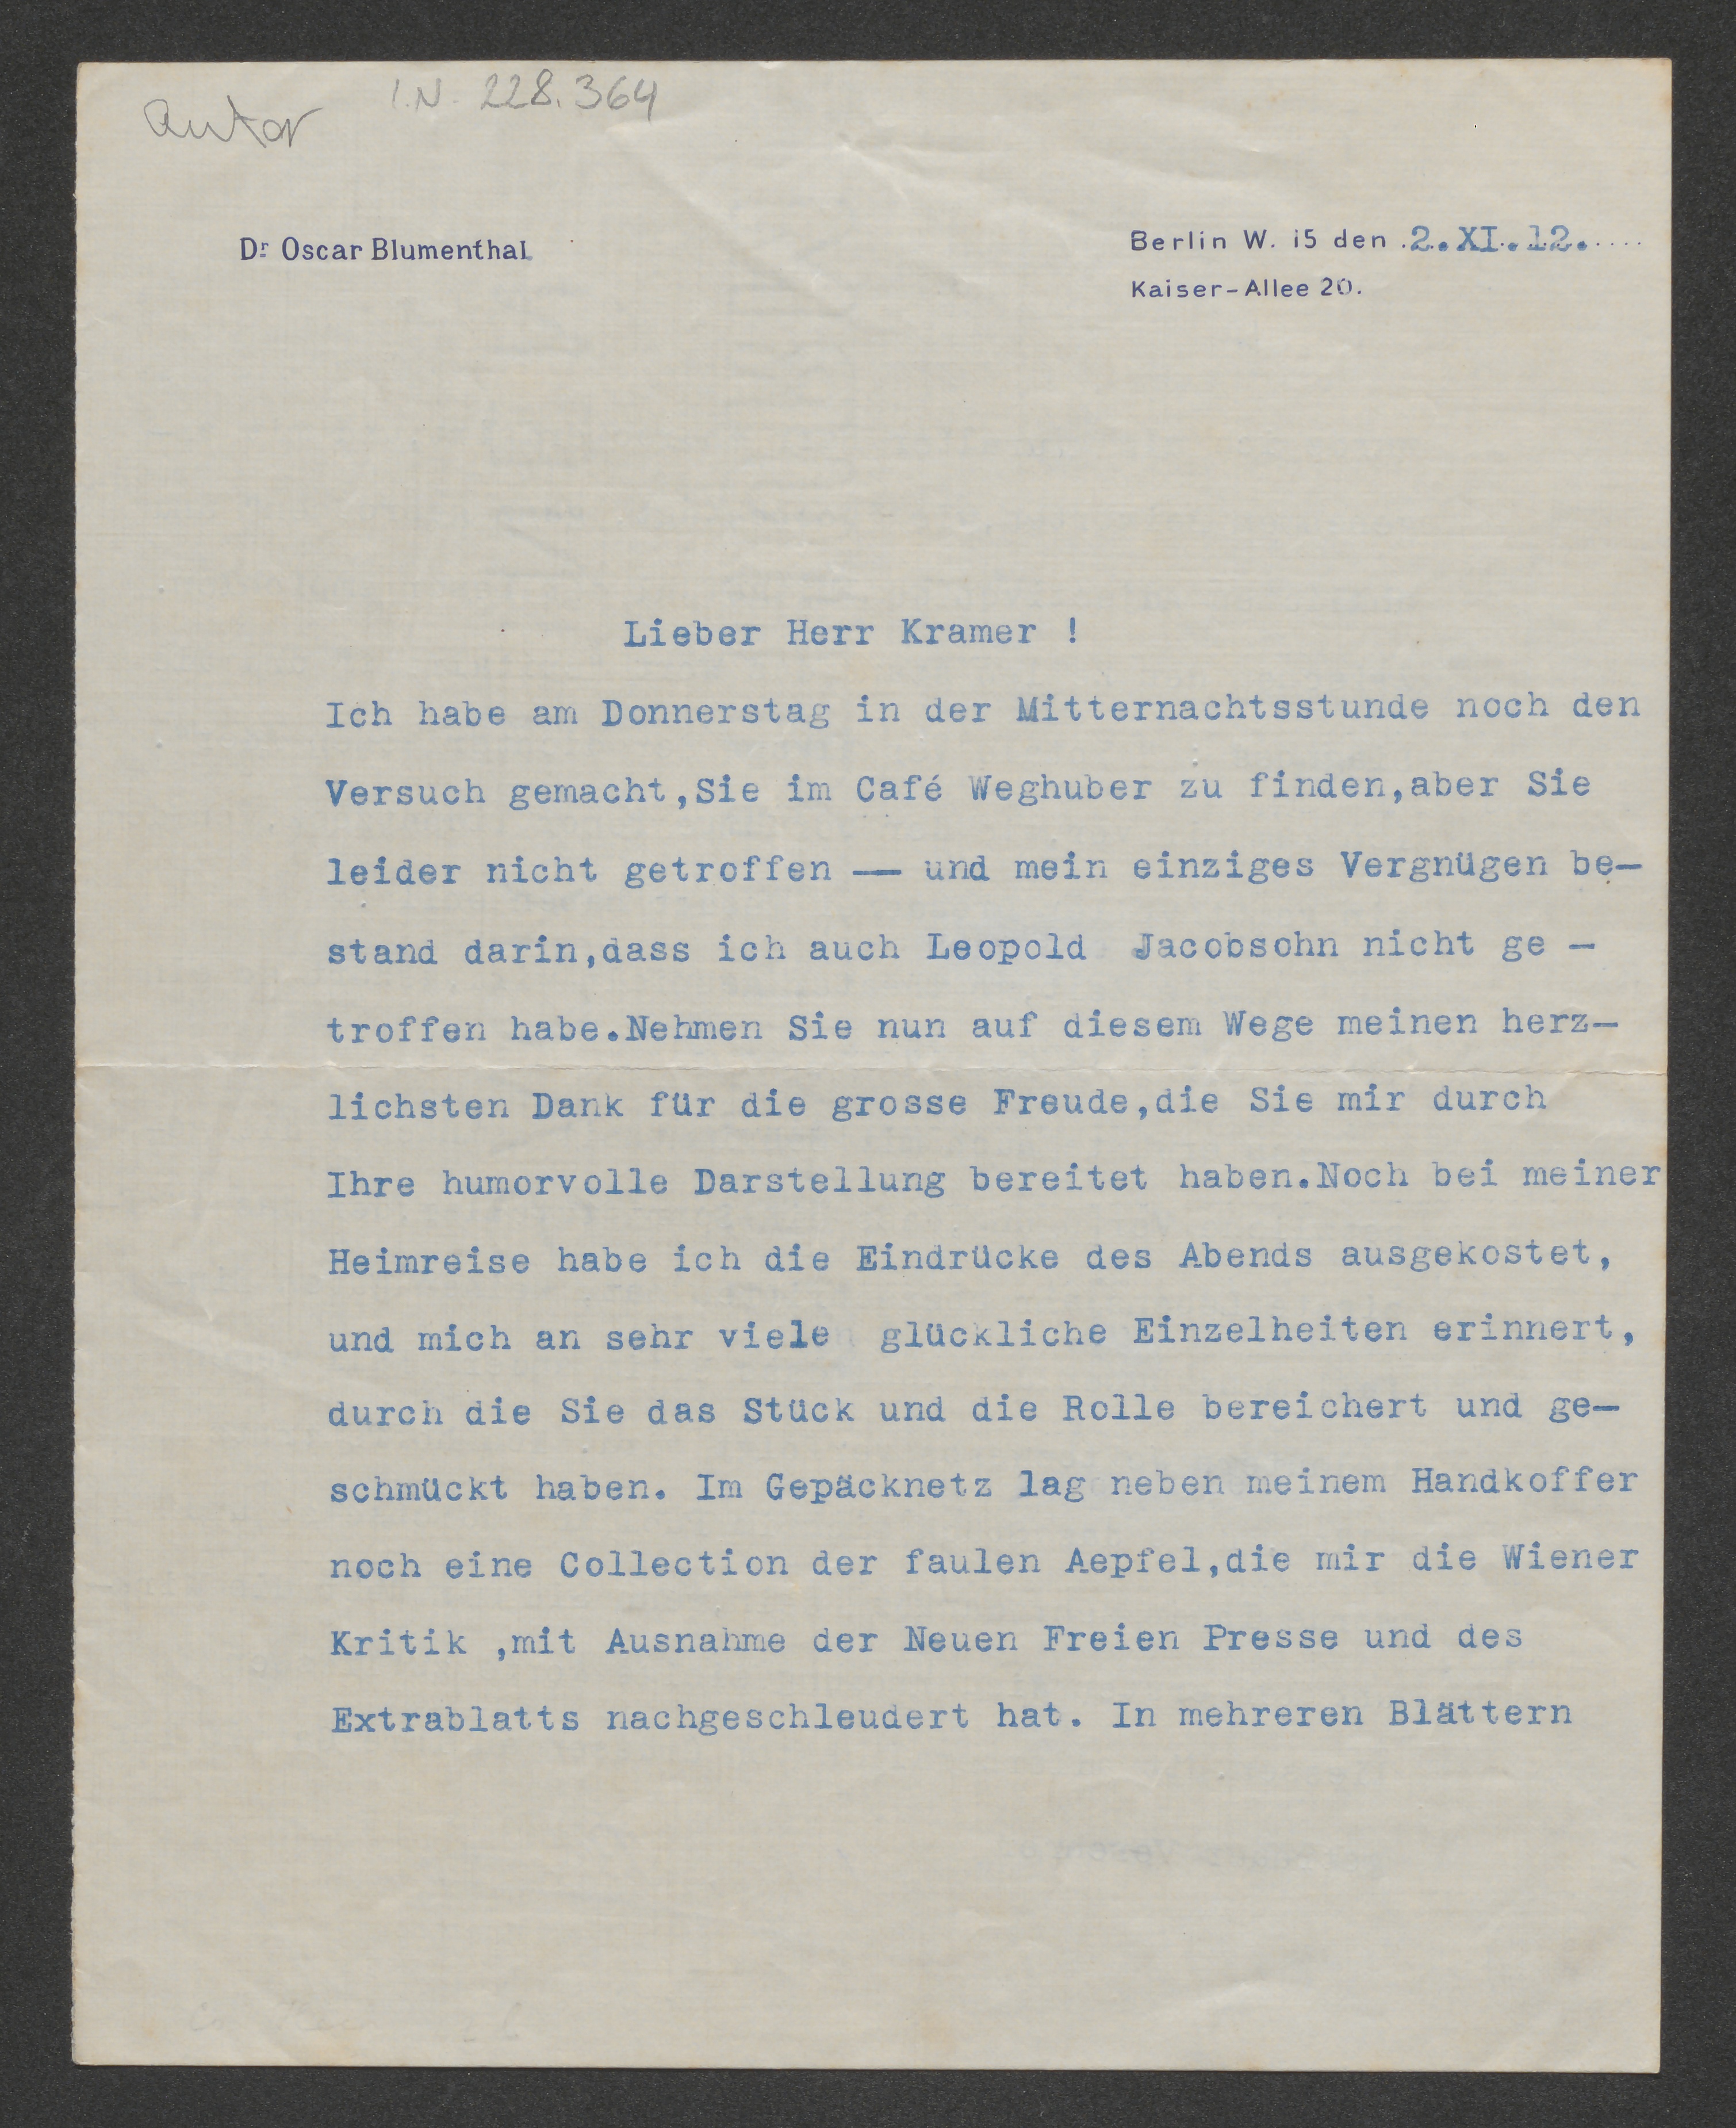 Autor I.N. 228.364
Dr Oscar Blumenthal
Berlin W. 15 den 2.XI.12.
Kaiser-Allee 20.
Lieber Herr Kramer !
Ich habe am Donnerstag in der Mitternachtsstunde noch den
Versuch gemacht,Sie im Café Weghuber zu finden,aber Sie
leider nicht getroffen — und mein einziges Vergnügen be-
stand darin,dass ich auch Leopold Jacobsohn nicht ge -
troffen habe.Nehmen Sie nun auf diesem Wege meinen herz-
lichsten Dank für die grosse Freude,die Sie mir durch
Ihre humorvolle Darstellung bereitet haben.Noch bei meiner
Heimreise habe ich die Eindrücke des Abends ausgekostet,
und mich an sehr viele glückliche Einzelheiten erinnert,
durch die Sie das Stück und die Rolle bereichert und ge-
schmückt haben. Im Gepäcknetz lag neben meinem Handkoffer
noch eine Collection der faulen Aepfel,die mir die Wiener
Kritik ,mit Ausnahme der Neuen Freien Presse und des
Extrablatts nachgeschleudert hat. In mehreren Blättern